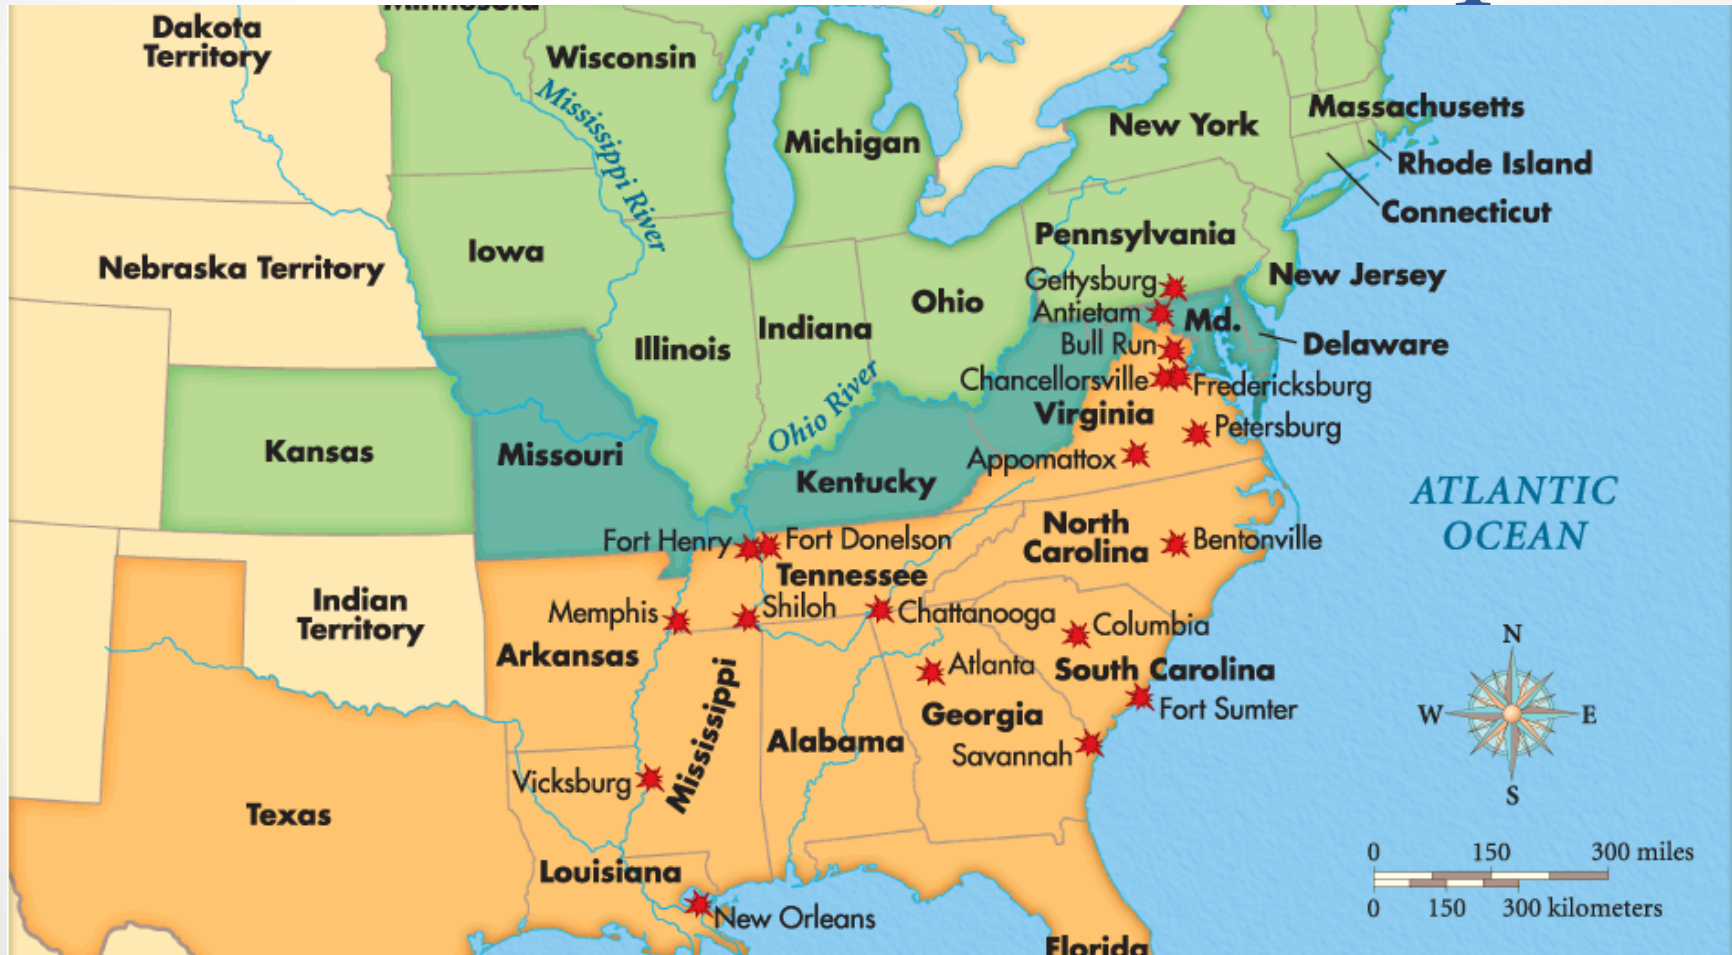 Minnesota
Dakota
Territory
Wisconsin
Mississippi River
Michigan
New York
Massachusetts
Rhode Island
Connecticut
Nebraska Territory
Iowa
Pennsylvania
Gettysburg
New Jersey
Ohio
Antietam
Md.
Illinois
Indiana
Bull Run
Delaware
Chancellorsville
Fredericksburg
Ohio River
Virginia
Petersburg
Kansas
Missouri
Appomattox
Kentucky
ATLANTIC
OCEAN
Fort Henry
Fort Donelson
North
Carolina
Bentonville
Tennessee
Indian
Territory
Memphis
Shiloh
Chattanooga
Columbia
Arkansas
Atlanta
South Carolina
Mississippi
Georgia
Fort Sumter
Alabama
Savannah
Vicksburg
Texas
Louisiana
New Orleans
Florida
N
W
E
S
0 150 300 miles
0 150 300 kilometers